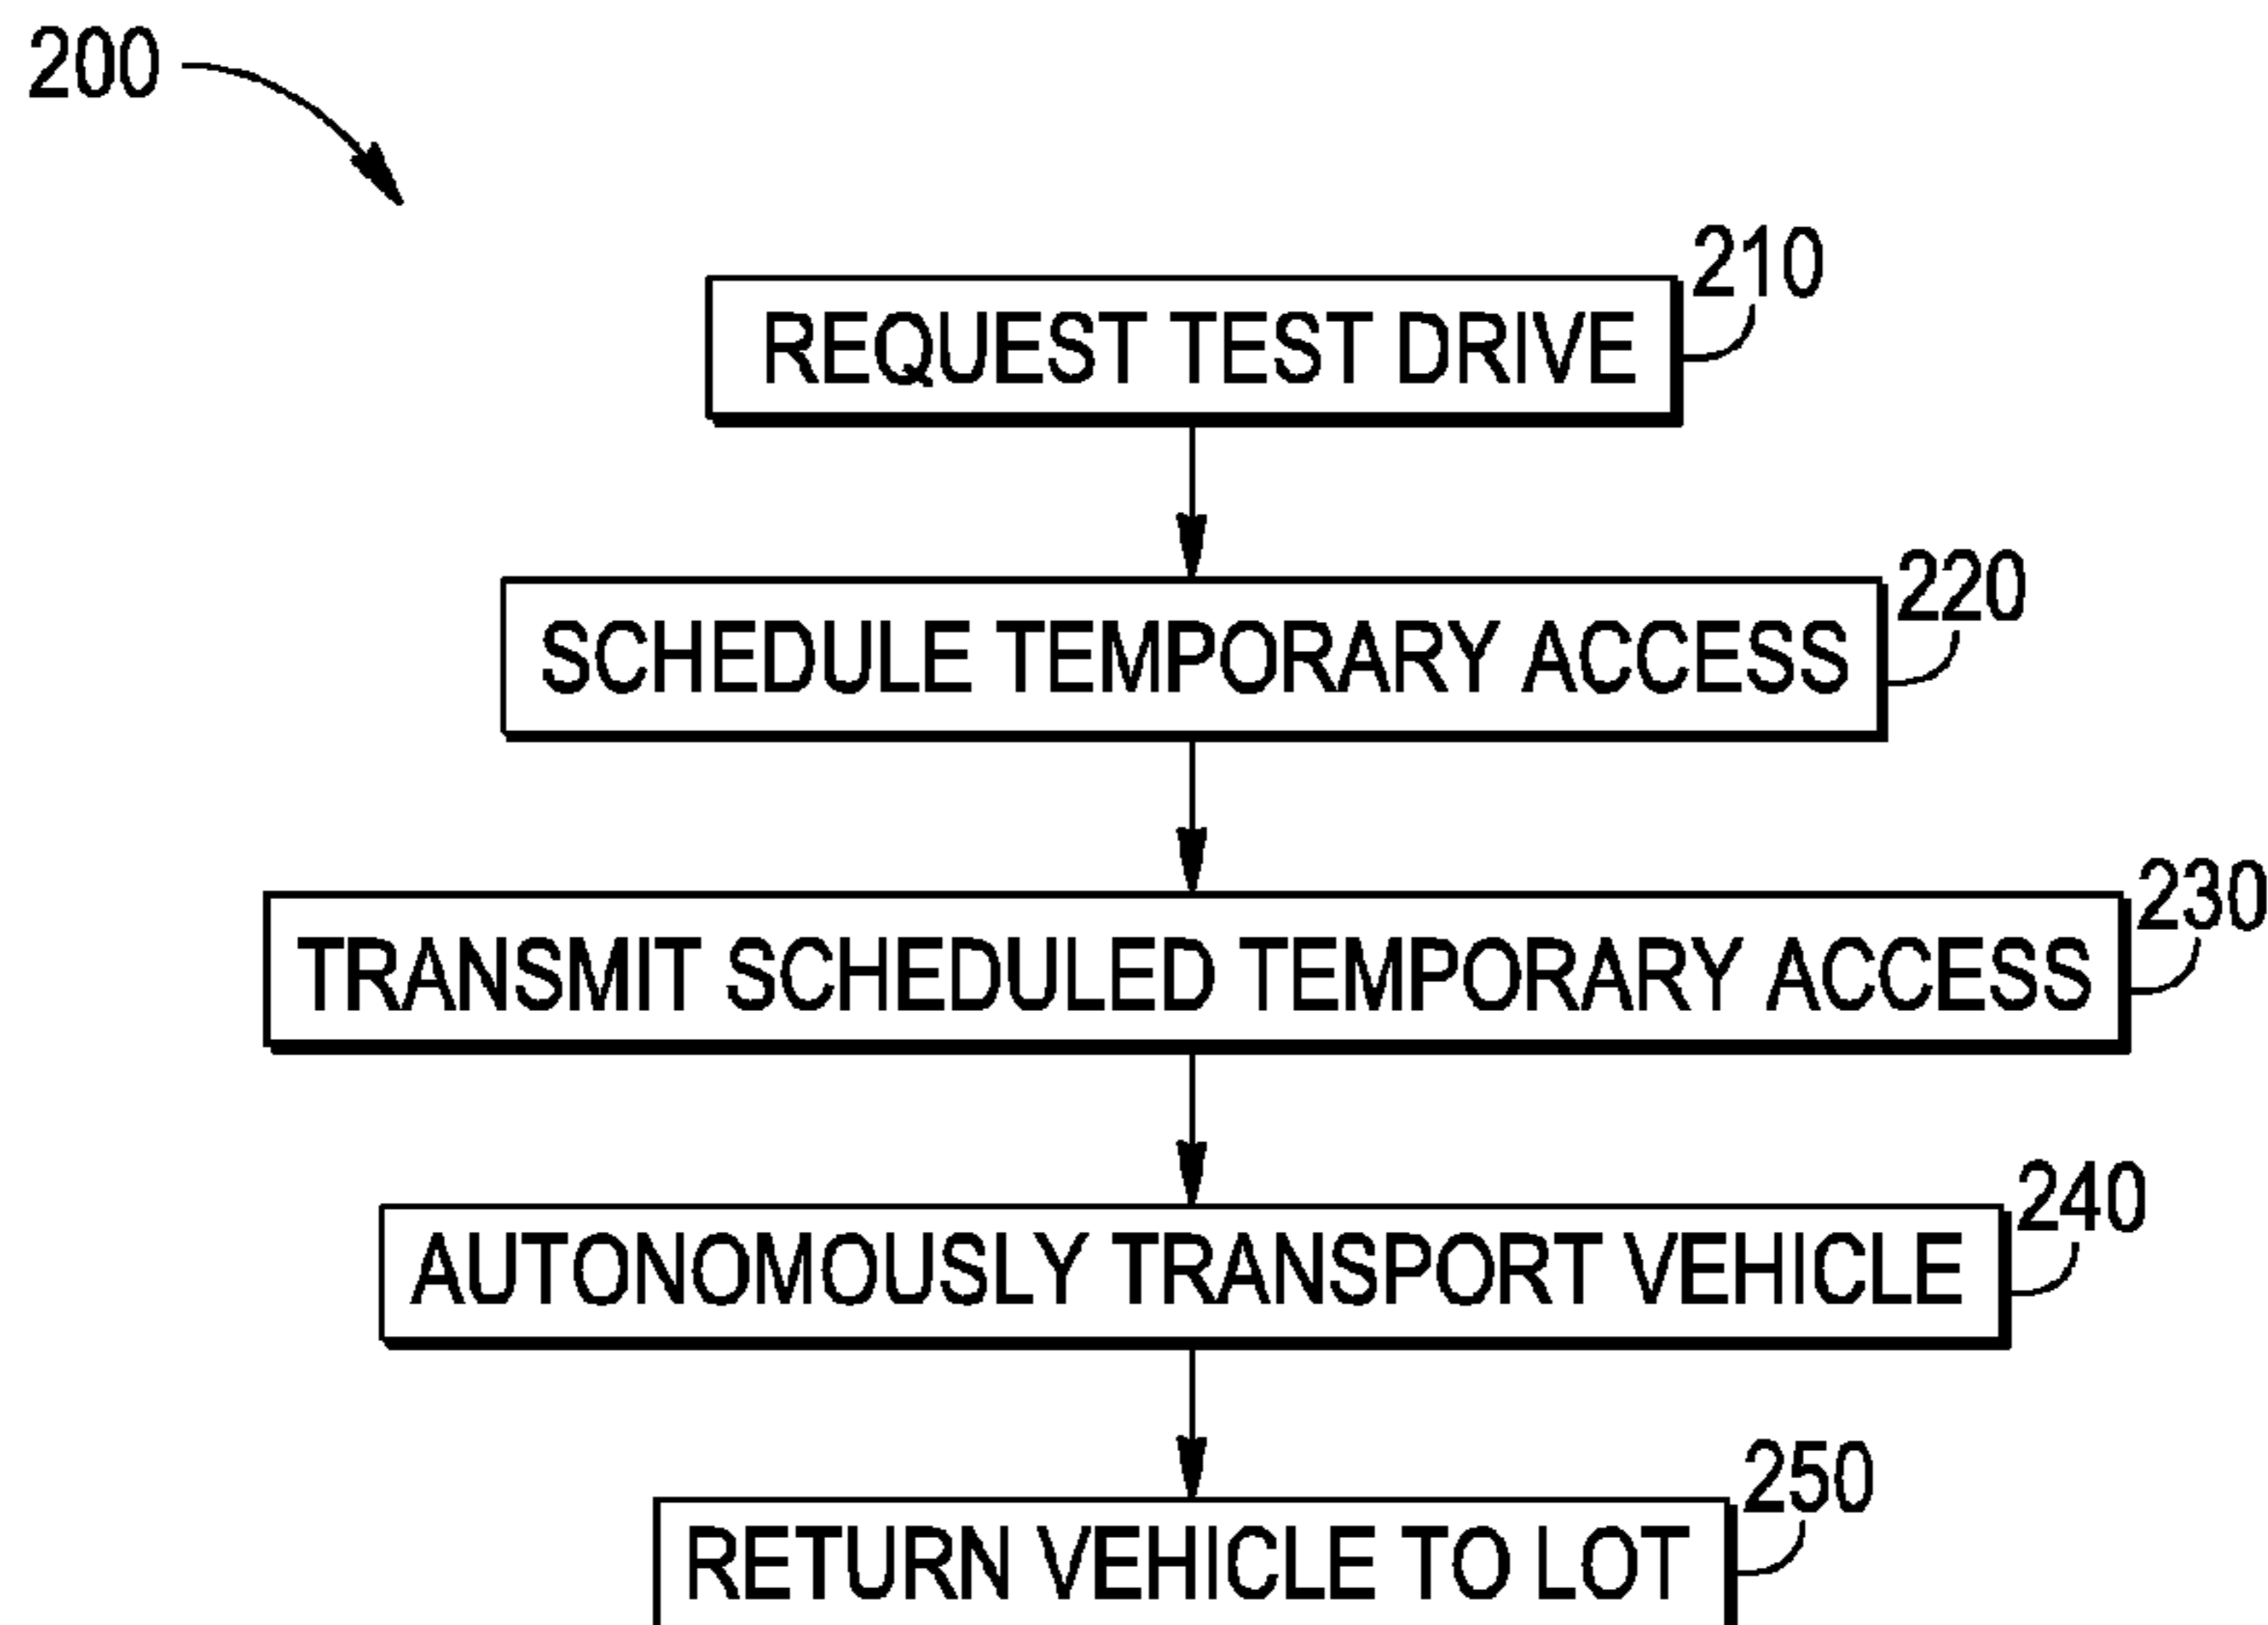 200
210
REQUEST TEST DRIVE
220
SCHEDULE TEMPORARY ACCESS
230
TRANSMIT SCHEDULED TEMPORARY ACCESS
240
AUTONOMOUSLY TRANSPORT VEHICLE
250
RETURN VEHICLE TO LOT